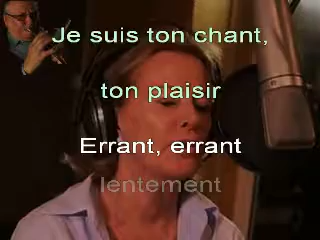 Je suis ton chant,
ton plaisir
Errant, errant
lentement